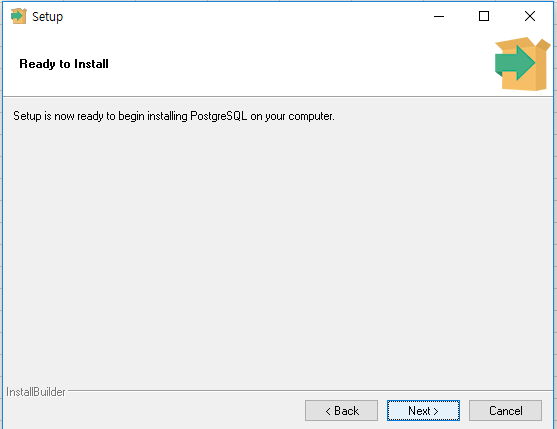 Setup
Ready to Install
Setup is now ready to begin installing PostgreSQL on your computer.
InstallBuilder
< Back
Next >
Cancel